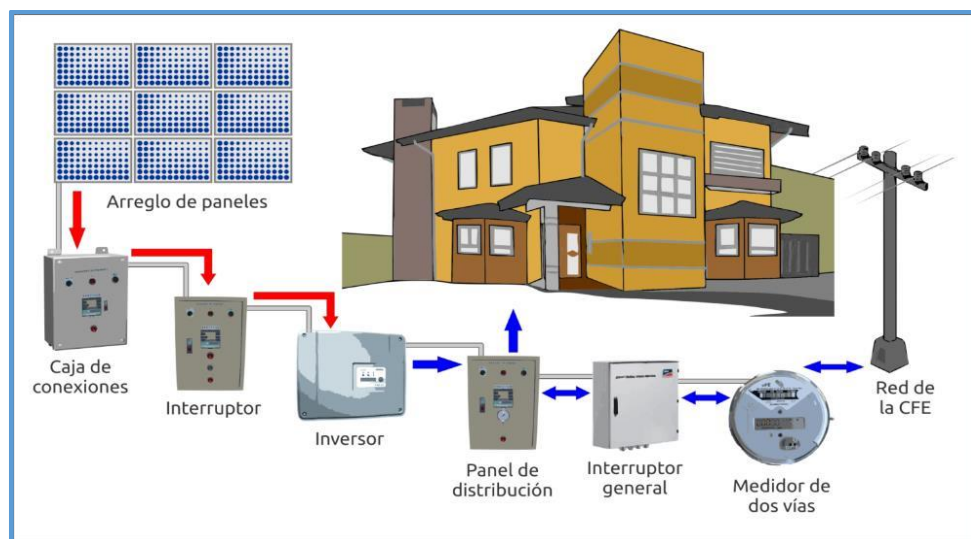 Arreglo de paneles
Caja de
conexiones
Interruptor
Inversor
Panel de
distribución
Interruptor
general
Medidor de
dos vías
Red de
la CFE